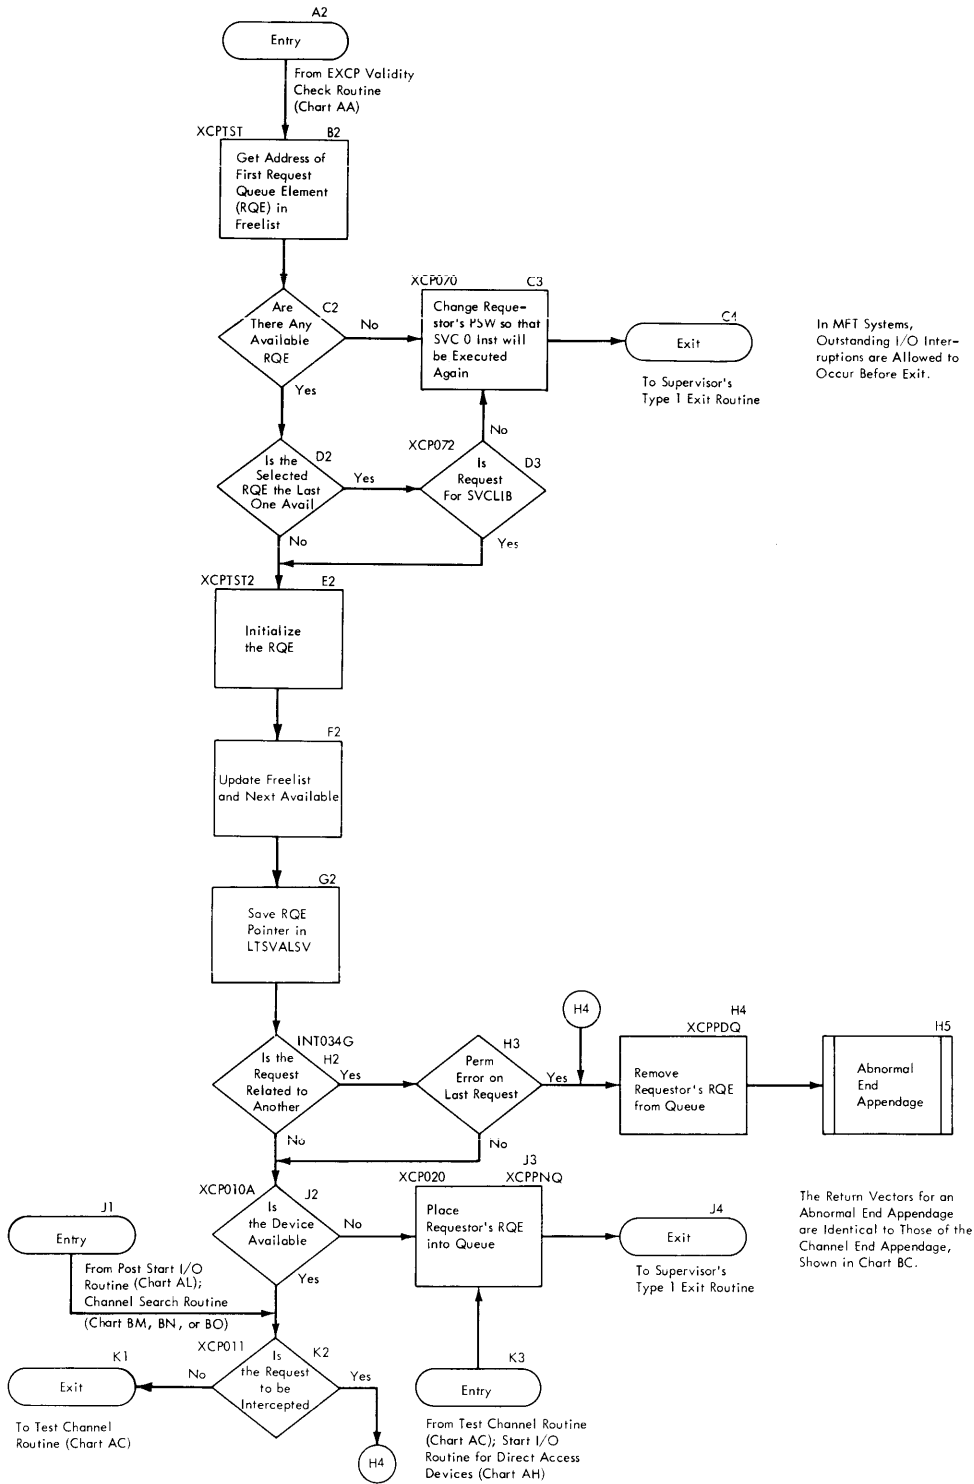 A2
Entry
From EXCP Validity
Check Routine
(Chart AA)
XCPTST
B2
Get Address of
First Request
Queue Element
(RQE) in
Freelist
C2
Are
There Any
Available
RQE
No
Yes
XCP070
C3
Change Reque-
stor's PSW so that
SVC 0 Inst will
be Executed
Again
C4
Exit
To Supervisor's
Type 1 Exit Routine
In MFT Systems,
Outstanding I/O Inter-
ruptions are Allowed to
Occur Before Exit.
D2
Is the
Selected
RQE the Last
One Avail
Yes
No
XCP072
No
D3
Is
Request
For SVCLIB
Yes
XCPTST2
E2
Initialize
the RQE
F2
Update Freelist
and Next Available
G2
Save RQE
Pointer in
LTSVALSV
INT034G
H2
Is the
Request
Related to
Another
Yes
No
H3
Perm
Error on
Last Request
Yes
No
H4
H4
XCPPDQ
Remove
Requestor's RQE
from Queue
H5
Abnormal
End
Appendage
The Return Vectors for an
Abnormal End Appendage
are Identical to Those of the
Channel End Appendage,
Shown in Chart BC.
J1
Entry
From Post Start I/O
Routine (Chart AL);
Channel Search Routine
(Chart BM, BN, or BO)
XCP010A
J2
Is
the Device
Available
No
Yes
J3
XCP020
XCPPNQ
Place
Requestor's RQE
into Queue
J4
Exit
To Supervisor's
Type 1 Exit Routine
K1
Exit
To Test Channel
Routine (Chart AC)
XCP011
K2
Is
the Request
to be
Intercepted
No
Yes
H4
K3
Entry
From Test Channel Routine
(Chart AC); Start I/O
Routine for Direct Access
Devices (Chart AH)